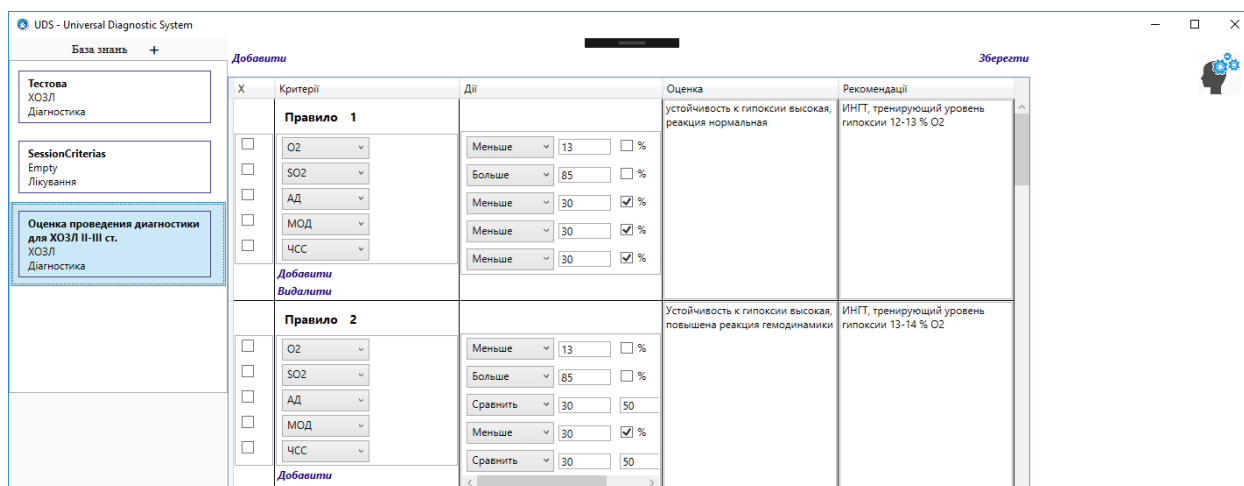 UDS - Universal Diagnostic System
База знань +
Тестова
ХОЗЛ
Діагностика
SessionCriterias
Empty
Лікування
Оценка проведения диагностики
для ХОЗЛ II-III ст.
ХОЗЛ
Діагностика
Добавити Зберегти
X Критерії Дії Оценка Рекомендації
Правило 1
устойчивость к гипоксии высокая,
реакция нормальная
ИНГТ, тренирующий уровень
гипоксии 12-13 % O2
O2 Меньше 13 %
SO2 Больше 85 %
АД Меньше 30 %
МОД Меньше 30 %
ЧСС Меньше 30 %
Добавити
Видалити
Правило 2
Устойчивость к гипоксии высокая,
повышена реакция гемодинамики
ИНГТ, тренирующий уровень
гипоксии 13-14 % O2
O2 Меньше 13 %
SO2 Больше 85 %
АД Сравнить 30 50
МОД Меньше 30 %
ЧСС Сравнить 30 50
Добавити